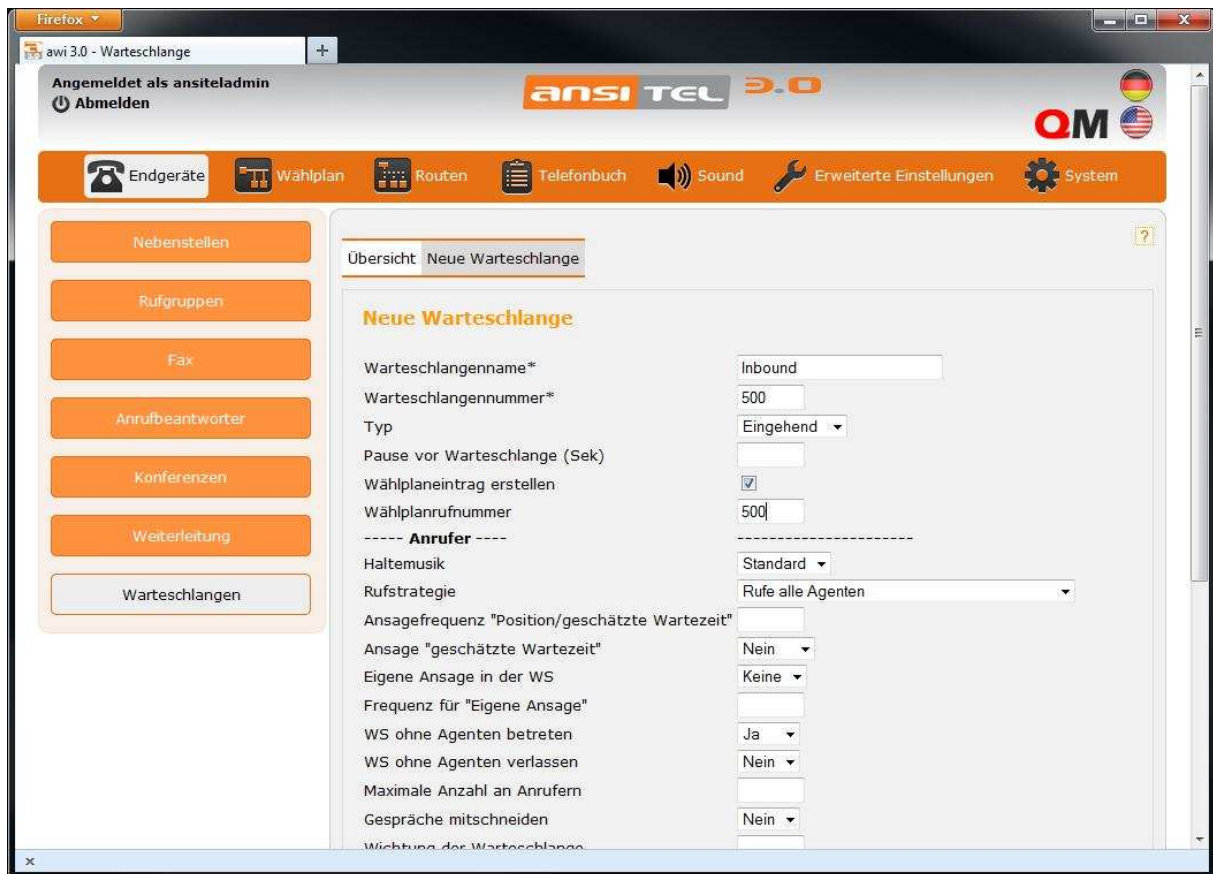 Firefox
awi 3.0 - Warteschlange
+
Angemeldet als ansiteladmin
Abmelden
ansi TEL 3.0
QM
Endgeräte Wählplan Routen Telefonbuch Sound Erweiterte Einstellungen System
Nebenstellen
Rufgruppen
Fax
Anrufbeantworter
Konferenzen
Weiterleitung
Warteschlangen
?
Übersicht Neue Warteschlange
Neue Warteschlange
Warteschlangenname* Inbound
Warteschlangennummer* 500
Typ Eingehend
Pause vor Warteschlange (Sek)
Wählplaneintrag erstellen
Wählplanrufnummer 500
----- Anrufer ---- ----------------------
Haltemusik Standard
Rufstrategie Rufe alle Agenten
Ansagefrequenz "Position/geschätzte Wartezeit"
Ansage "geschätzte Wartezeit" Nein
Eigene Ansage in der WS Keine
Frequenz für "Eigene Ansage"
WS ohne Agenten betreten Ja
WS ohne Agenten verlassen Nein
Maximale Anzahl an Anrufern
Gespräche mitschneiden Nein
Wichtung der Warteschlange
x